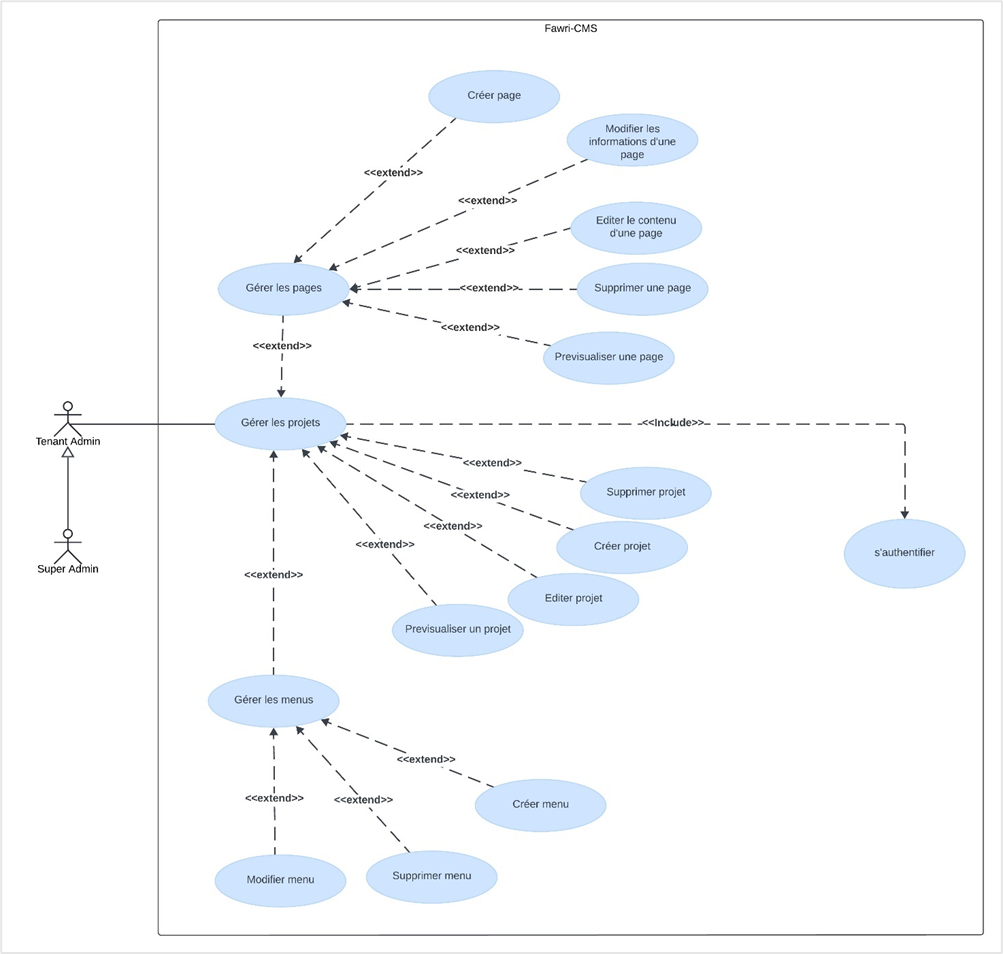 Fawri-CMS
Créer page
Modifier les
informations d'une
page
<<extend>>
<<extend>>
Editer le contenu
d'une page
<<extend>>
Gérer les pages
<<extend>>
Supprimer une page
<<extend>>
<<extend>>
Previsualiser une page
Gérer les projets
<<Include>>
Tenant Admin
<<extend>>
Supprimer projet
<<extend>>
<<extend>>
<<extend>>
Créer projet
s'authentifier
Super Admin
<<extend>>
Editer projet
Previsualiser un projet
Gérer les menus
<<extend>>
<<extend>>
<<extend>>
Créer menu
Modifier menu
Supprimer menu